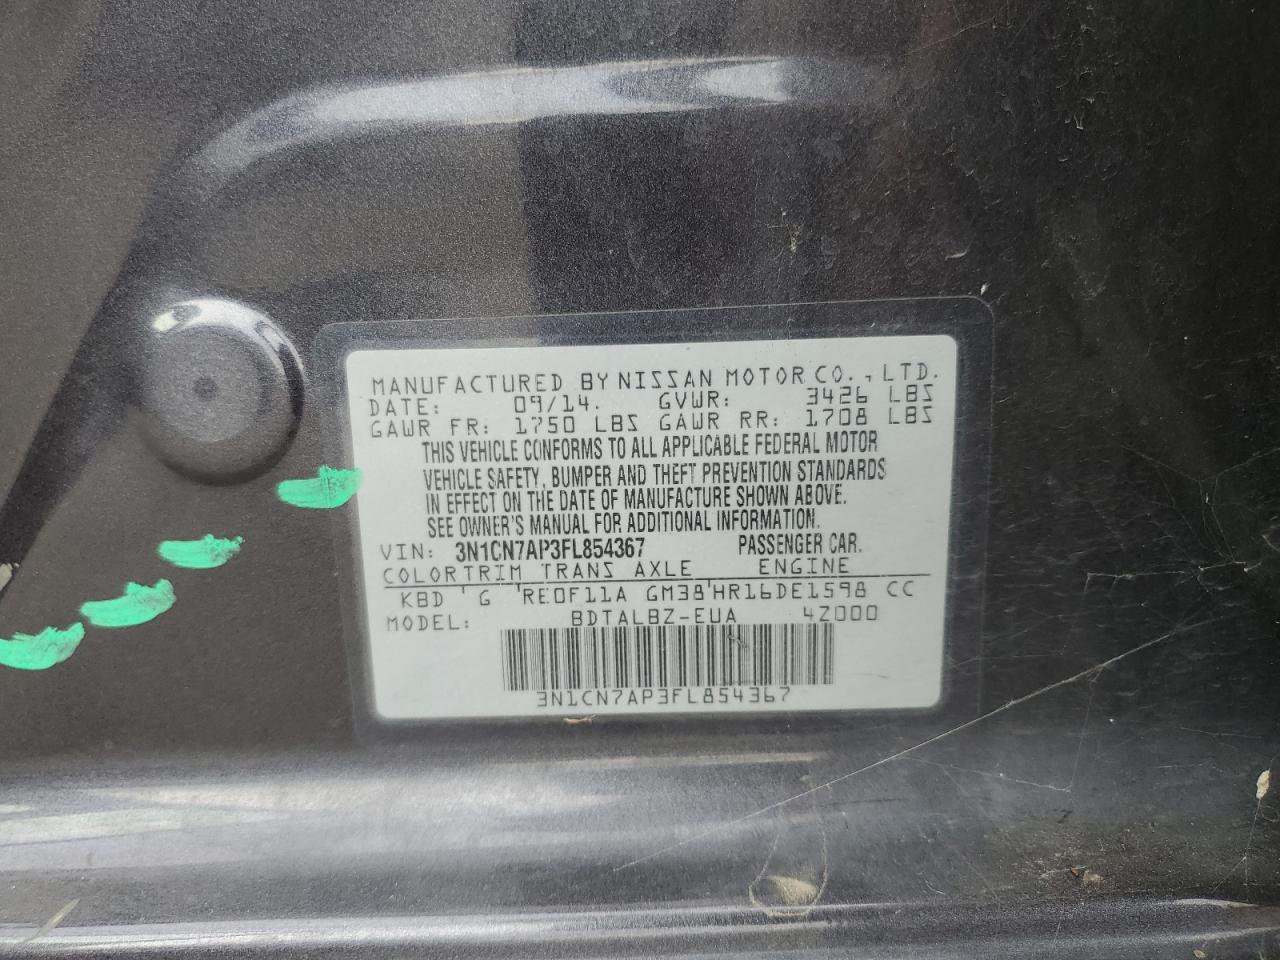 MANUFACTURED BY NISSAN MOTOR CO., LTD.
DATE: 09/14. GVWR: 3426 LBS
GAWR FR: 1750 LBS GAWR RR: 1708 LBS
THIS VEHICLE CONFORMS TO ALL APPLICABLE FEDERAL MOTOR
VEHICLE SAFETY, BUMPER AND THEFT PREVENTION STANDARDS
IN EFFECT ON THE DATE OF MANUFACTURE SHOWN ABOVE.
SEE OWNER'S MANUAL FOR ADDITIONAL INFORMATION.
VIN: 3N1CN7AP3FL854367 PASSENGER CAR.
COLOR TRIM TRANS AXLE ENGINE
KBD G RE0F11A GM38 HR16DE1598 CC
MODEL: BDTALBZ-EUA 4Z000
3N1CN7AP3FL854367